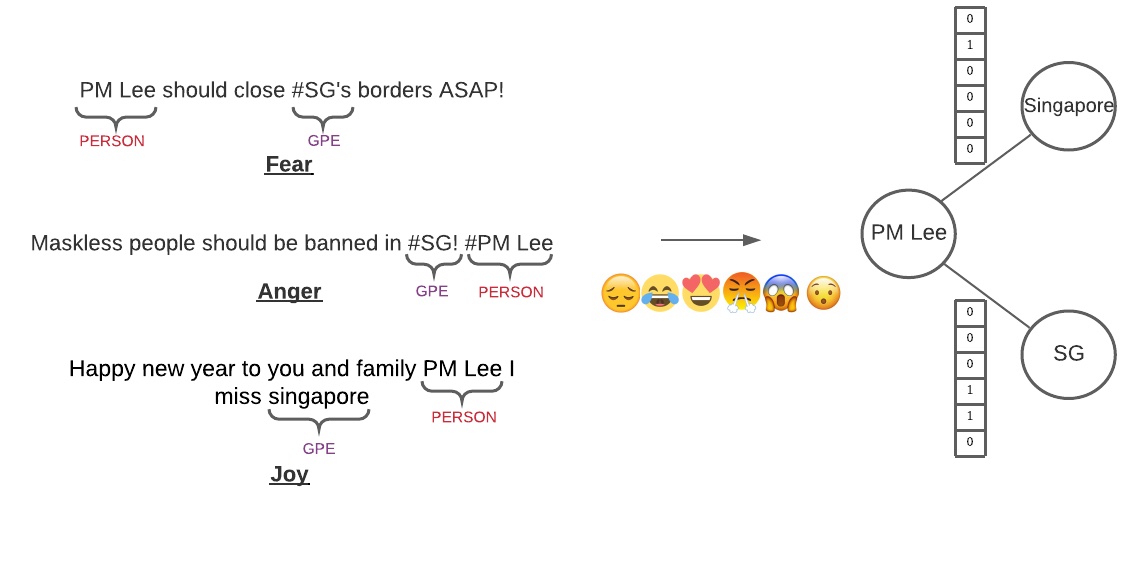 PM Lee should close #SG's borders ASAP!
PERSON
GPE
Fear
Maskless people should be banned in #SG! #PM Lee
GPE
PERSON
Anger
Happy new year to you and family PM Lee I
miss singapore
PERSON
GPE
Joy
0
1
0
0
0
0
Singapore
PM Lee
0
0
0
1
1
0
SG